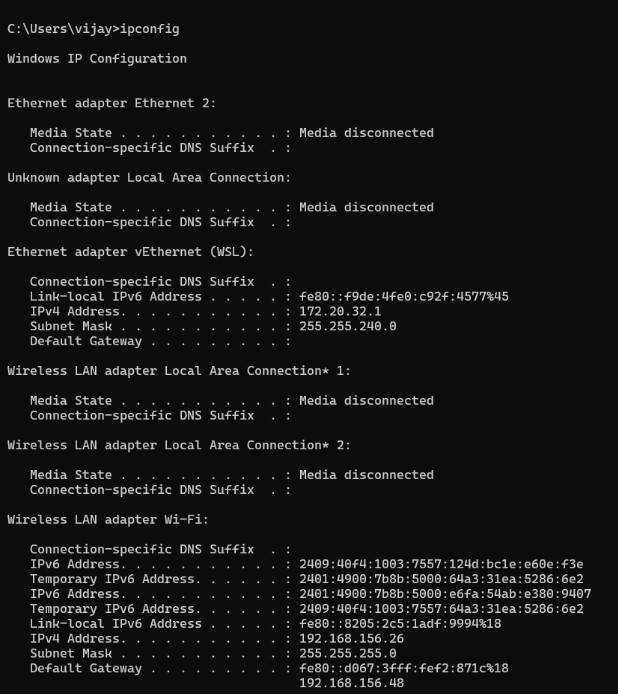 C:\Users\vijay>ipconfig
Windows IP Configuration
Ethernet adapter Ethernet 2:
Media State . . . . . . . . . . . : Media disconnected
Connection-specific DNS Suffix  . :
Unknown adapter Local Area Connection:
Media State . . . . . . . . . . . : Media disconnected
Connection-specific DNS Suffix  . :
Ethernet adapter vEthernet (WSL):
Connection-specific DNS Suffix  . :
Link-local IPv6 Address . . . . . : fe80::f9de:4fe0:c92f:4577%45
IPv4 Address. . . . . . . . . . . : 172.20.32.1
Subnet Mask . . . . . . . . . . . : 255.255.240.0
Default Gateway . . . . . . . . . :
Wireless LAN adapter Local Area Connection* 1:
Media State . . . . . . . . . . . : Media disconnected
Connection-specific DNS Suffix  . :
Wireless LAN adapter Local Area Connection* 2:
Media State . . . . . . . . . . . : Media disconnected
Connection-specific DNS Suffix  . :
Wireless LAN adapter Wi-Fi:
Connection-specific DNS Suffix  . :
IPv6 Address. . . . . . . . . . . : 2409:40f4:1003:7557:124d:bc1e:e60e:f3e
Temporary IPv6 Address. . . . . . : 2401:4900:7b8b:5000:64a3:31ea:5286:6e2
IPv6 Address. . . . . . . . . . . : 2401:4900:7b8b:5000:e6fa:54ab:e380:9407
Temporary IPv6 Address. . . . . . : 2409:40f4:1003:7557:64a3:31ea:5286:6e2
Link-local IPv6 Address . . . . . : fe80::8205:2c5:1adf:9994%18
IPv4 Address. . . . . . . . . . . : 192.168.156.26
Subnet Mask . . . . . . . . . . . : 255.255.255.0
Default Gateway . . . . . . . . . : fe80::d067:3fff:fef2:871c%18
192.168.156.48